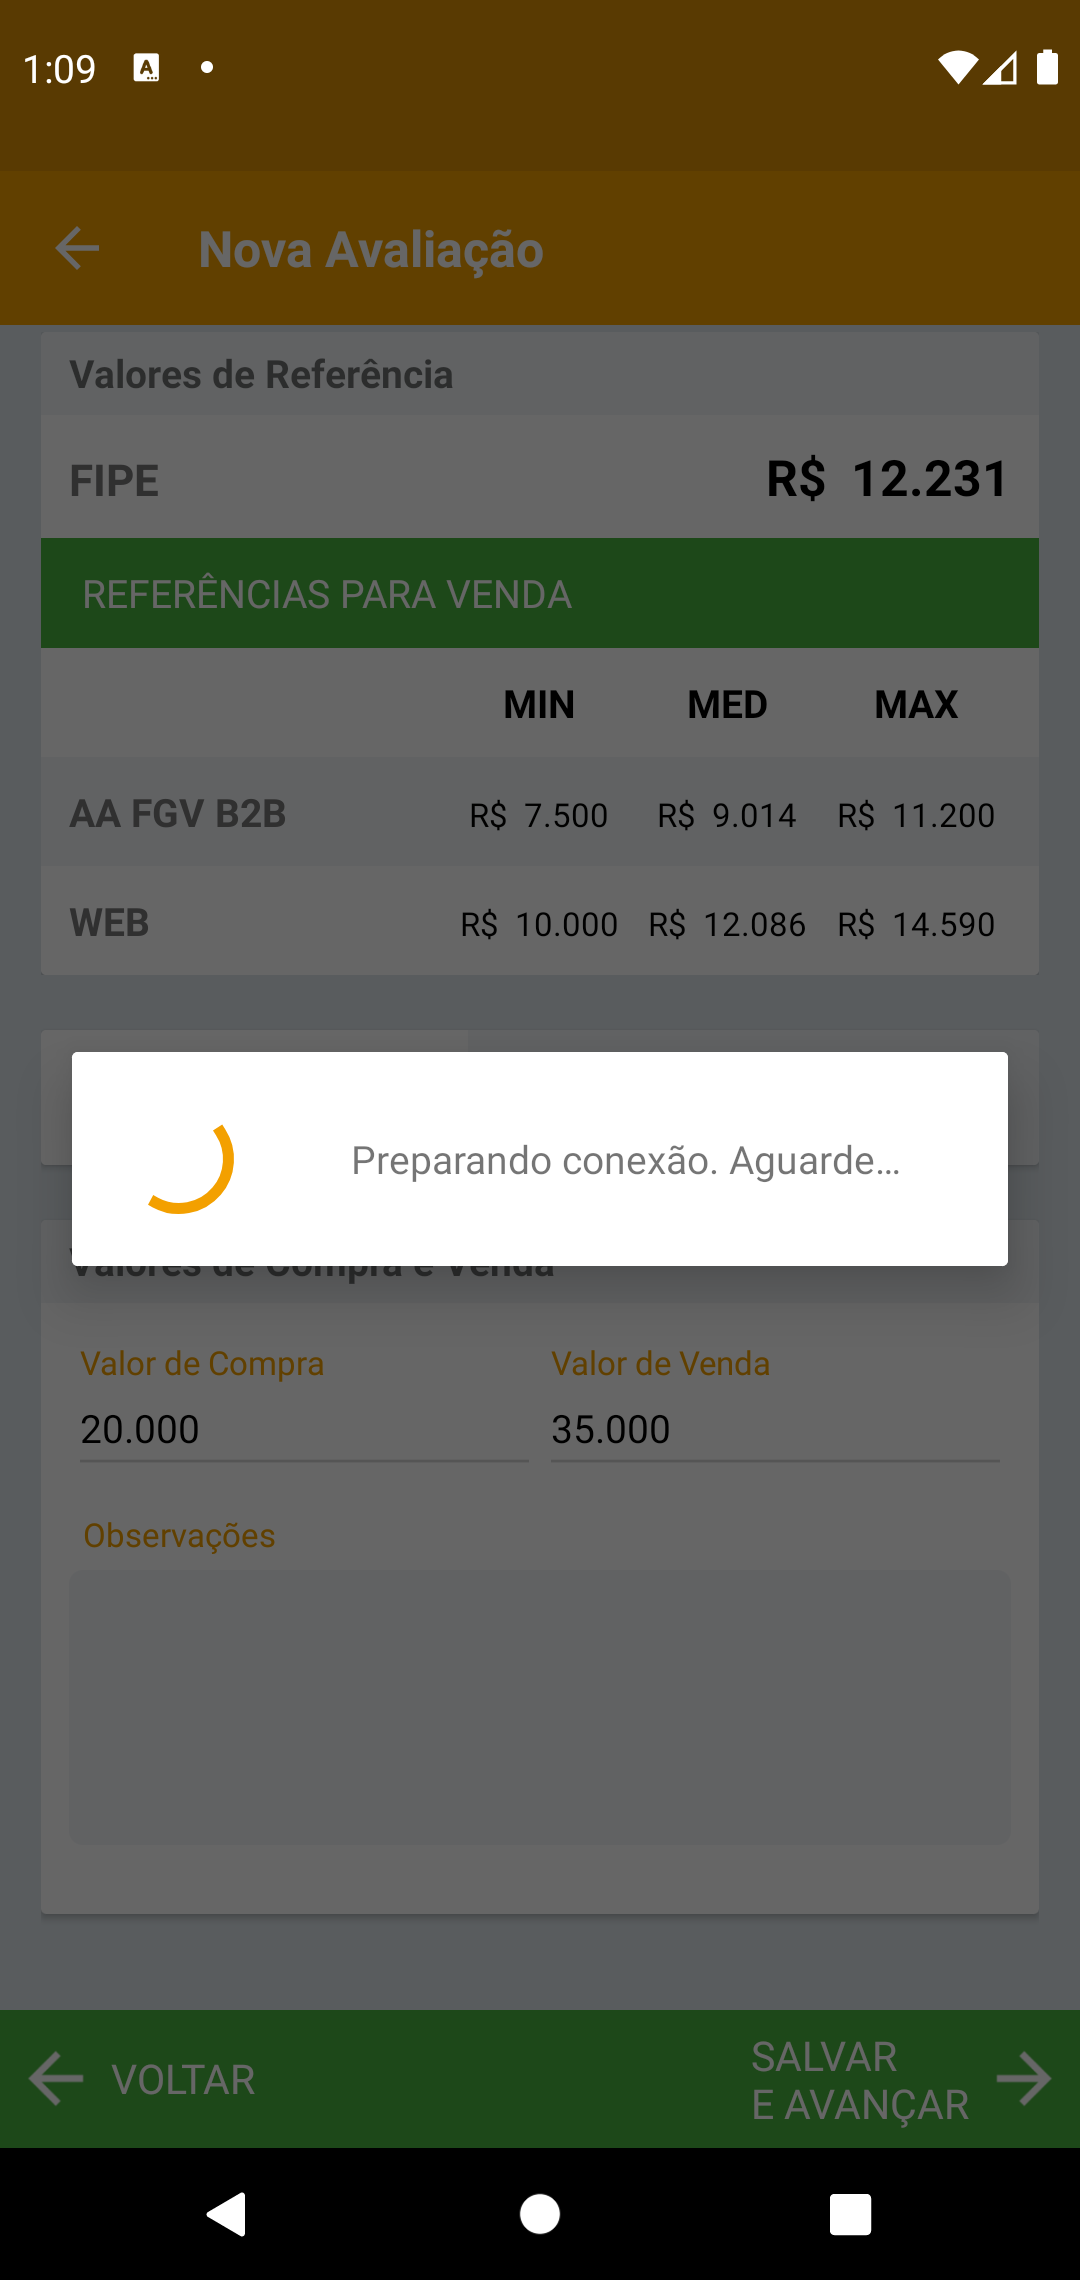 1:09
Nova Avaliação
Valores de Referência
FIPE R$ 12.231
REFERÊNCIAS PARA VENDA
MIN MED MAX
AA FGV B2B R$ 7.500 R$ 9.014 R$ 11.200
WEB R$ 10.000 R$ 12.086 R$ 14.590
Preparando conexão. Aguarde...
Valores de Compra e Venda
Valor de Compra Valor de Venda
20.000 35.000
Observações
VOLTAR
SALVAR
E AVANÇAR